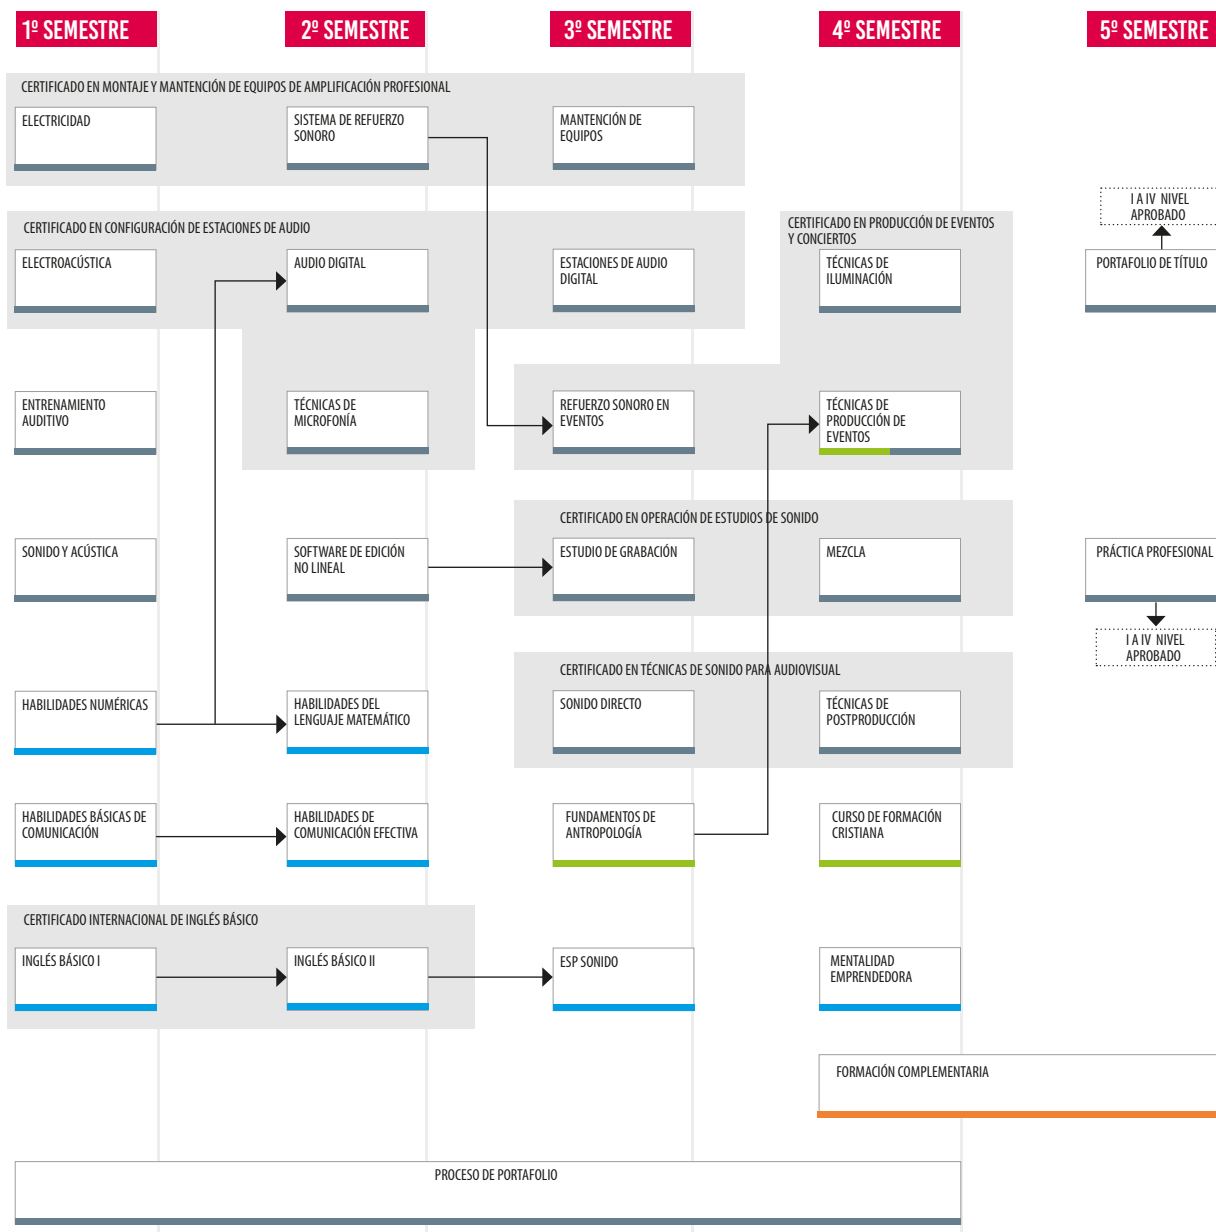 1º SEMESTRE
2º SEMESTRE
3º SEMESTRE
4º SEMESTRE
5º SEMESTRE
CERTIFICADO EN MONTAJE Y MANTENCIÓN DE EQUIPOS DE AMPLIFICACIÓN PROFESIONAL
ELECTRICIDAD
SISTEMA DE REFUERZO
SONORO
MANTENCIÓN DE
EQUIPOS
I A IV NIVEL
APROBADO
CERTIFICADO EN CONFIGURACIÓN DE ESTACIONES DE AUDIO
CERTIFICADO EN PRODUCCIÓN DE EVENTOS
Y CONCIERTOS
ELECTROACÚSTICA
AUDIO DIGITAL
ESTACIONES DE AUDIO
DIGITAL
TÉCNICAS DE
ILUMINACIÓN
PORTAFOLIO DE TÍTULO
ENTRENAMIENTO
AUDITIVO
TÉCNICAS DE
MICROFONÍA
REFUERZO SONORO EN
EVENTOS
TÉCNICAS DE
PRODUCCIÓN DE
EVENTOS
CERTIFICADO EN OPERACIÓN DE ESTUDIOS DE SONIDO
SONIDO Y ACÚSTICA
SOFTWARE DE EDICIÓN
NO LINEAL
ESTUDIO DE GRABACIÓN
MEZCLA
PRÁCTICA PROFESIONAL
I A IV NIVEL
APROBADO
CERTIFICADO EN TÉCNICAS DE SONIDO PARA AUDIOVISUAL
HABILIDADES NUMÉRICAS
HABILIDADES DEL
LENGUAJE MATEMÁTICO
SONIDO DIRECTO
TÉCNICAS DE
POSTPRODUCCIÓN
HABILIDADES BÁSICAS DE
COMUNICACIÓN
HABILIDADES DE
COMUNICACIÓN EFECTIVA
FUNDAMENTOS DE
ANTROPOLOGÍA
CURSO DE FORMACIÓN
CRISTIANA
CERTIFICADO INTERNACIONAL DE INGLÉS BÁSICO
INGLÉS BÁSICO I
INGLÉS BÁSICO II
ESP SONIDO
MENTALIDAD
EMPRENDEDORA
FORMACIÓN COMPLEMENTARIA
PROCESO DE PORTAFOLIO